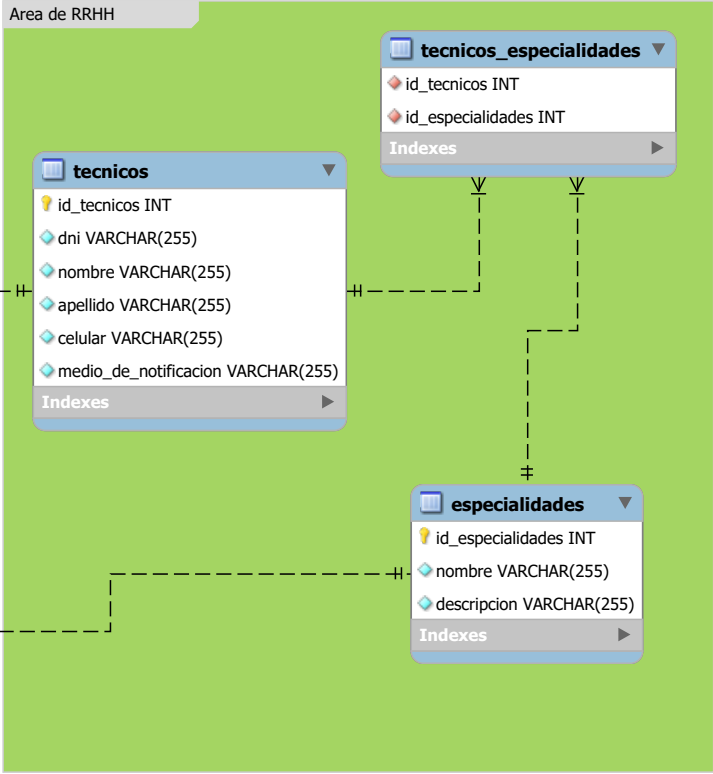 Area de RRHH
tecnicos_especialidades
id_tecnicos INT
id_especialidades INT
Indexes
tecnicos
id_tecnicos INT
dni VARCHAR(255)
nombre VARCHAR(255)
apellido VARCHAR(255)
celular VARCHAR(255)
medio_de_notificacion VARCHAR(255)
Indexes
especialidades
id_especialidades INT
nombre VARCHAR(255)
descripcion VARCHAR(255)
Indexes